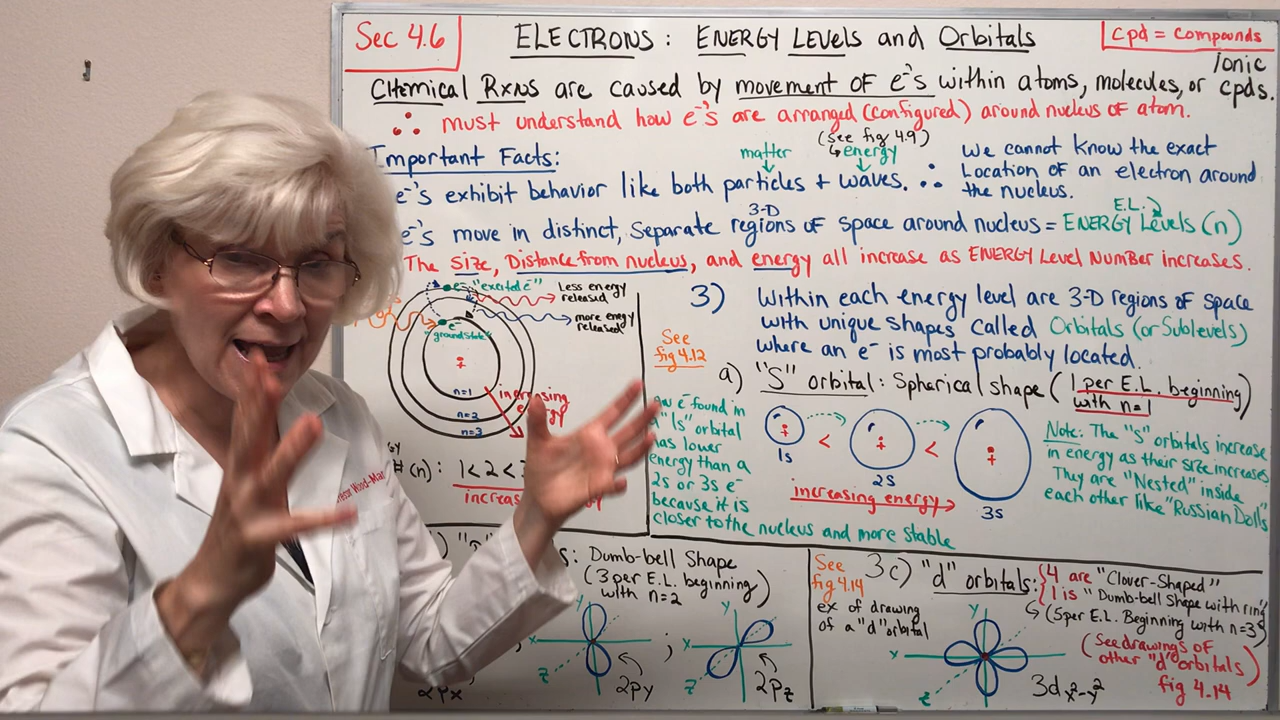 Sec 4.6
ELECTRONS: ENERGY LEVELS and Orbitals
cpd = compounds
CHemical RXNS are caused by movement OF e⁻'s within atoms, molecules, or ionic cpds.
∴ must understand how e⁻'s are arranged (configured) around nucleus of atom.
(see fig 4.9)
Important Facts:
matter
energy
e⁻'s exhibit behavior like both particles + waves. ∴
we cannot know the exact
Location of an electron around
the nucleus.
3-D
E.L.
e⁻'s move in distinct, separate regions of space around nucleus = ENERGY Levels (n)
The size, Distance from nucleus, and energy all increase as ENERGY Level Number increases.
e⁻ "excited e⁻"
Less energy
released
more enegy
released
e⁻
"ground state"
+
n=1
n=2
n=3
increasing
(n): 1<2<
3) Within each energy level are 3-D regions of space
with unique shapes called Orbitals (or Sublevels)
where an e⁻ is most probably located.
See
fig 4.12
a) "S" orbital: Spherical shape (1 per E.L. beginning
with n=1)
e⁻ found in
"1s" orbital
has lower
energy than a
2s or 3s e⁻
because it is
closer to the nucleus and more stable
+ < + < +
1s
2s
3s
increasing energy →
Note: The "s" orbitals increase
in energy as their size increases
They are "Nested" inside
each other like "Russian Dolls"
Dumb-bell Shape
(3 per E.L. beginning
with n=2)
x
z
2py
;
x
z
2pz
See
fig 4.14
ex of drawing
of a "d" orbital
3c) "d" orbitals: {4 are "Clover-Shaped"
1 is "Dumb-bell Shape with ring"
(5 per E.L. Beginning with n=3)
y
x
z
3d x²-y²
(See drawings of
other "d" orbitals)
fig 4.14